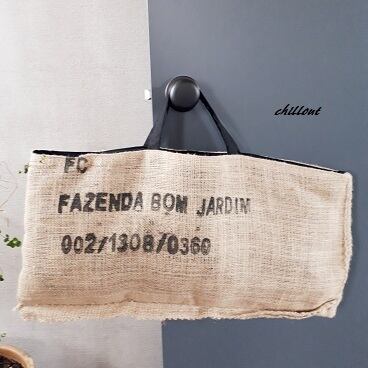 chillout
FC
FAZENDA BOM JARDIM
002/1308/0360